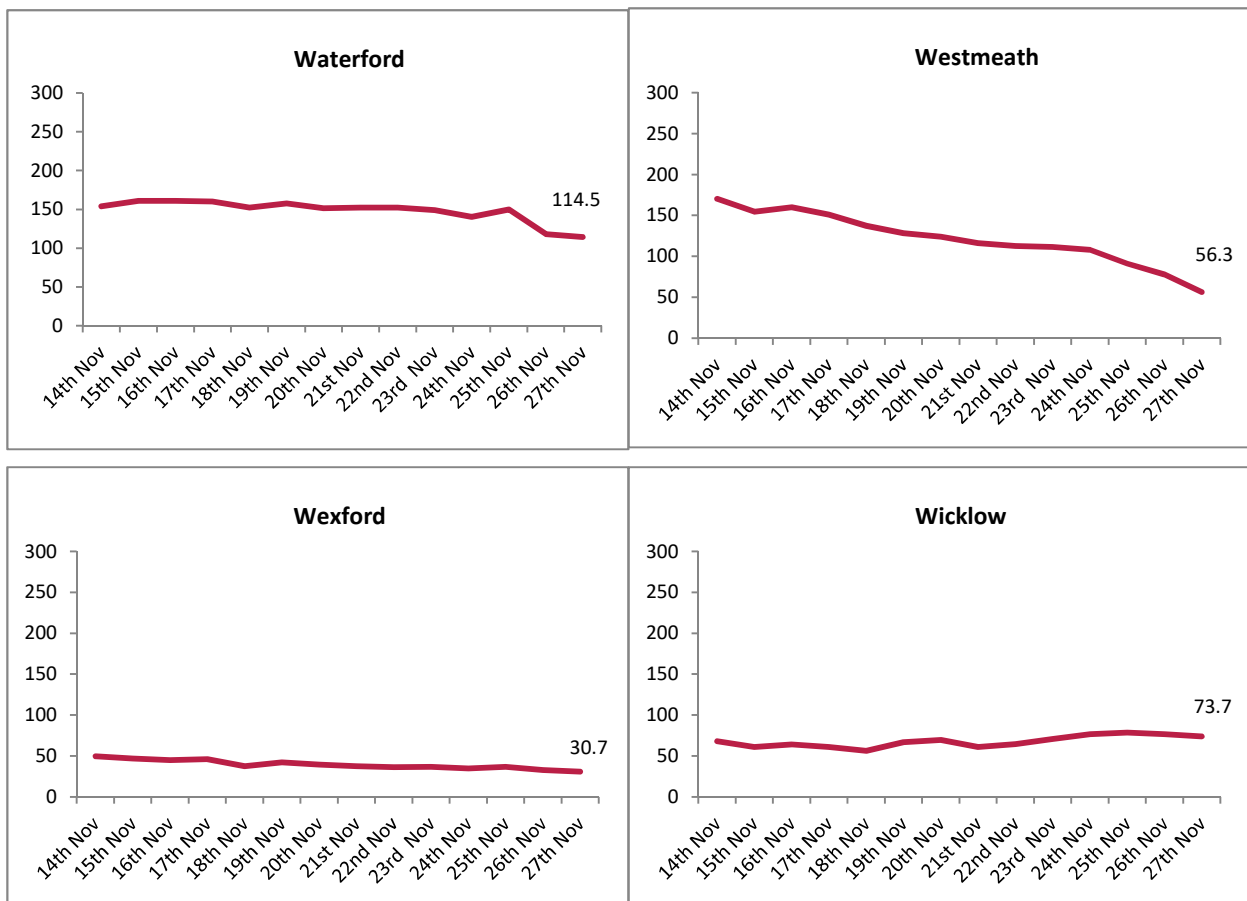 Waterford
300
250
200
150
100
50
0
114.5
14th Nov
15th Nov
16th Nov
17th Nov
18th Nov
19th Nov
20th Nov
21st Nov
22nd Nov
23rd Nov
24th Nov
25th Nov
26th Nov
27th Nov
Westmeath
300
250
200
150
100
50
0
56.3
14th Nov
15th Nov
16th Nov
17th Nov
18th Nov
19th Nov
20th Nov
21st Nov
22nd Nov
23rd Nov
24th Nov
25th Nov
26th Nov
27th Nov
Wexford
300
250
200
150
100
50
0
30.7
14th Nov
15th Nov
16th Nov
17th Nov
18th Nov
19th Nov
20th Nov
21st Nov
22nd Nov
23rd Nov
24th Nov
25th Nov
26th Nov
27th Nov
Wicklow
300
250
200
150
100
50
0
73.7
14th Nov
15th Nov
16th Nov
17th Nov
18th Nov
19th Nov
20th Nov
21st Nov
22nd Nov
23rd Nov
24th Nov
25th Nov
26th Nov
27th Nov